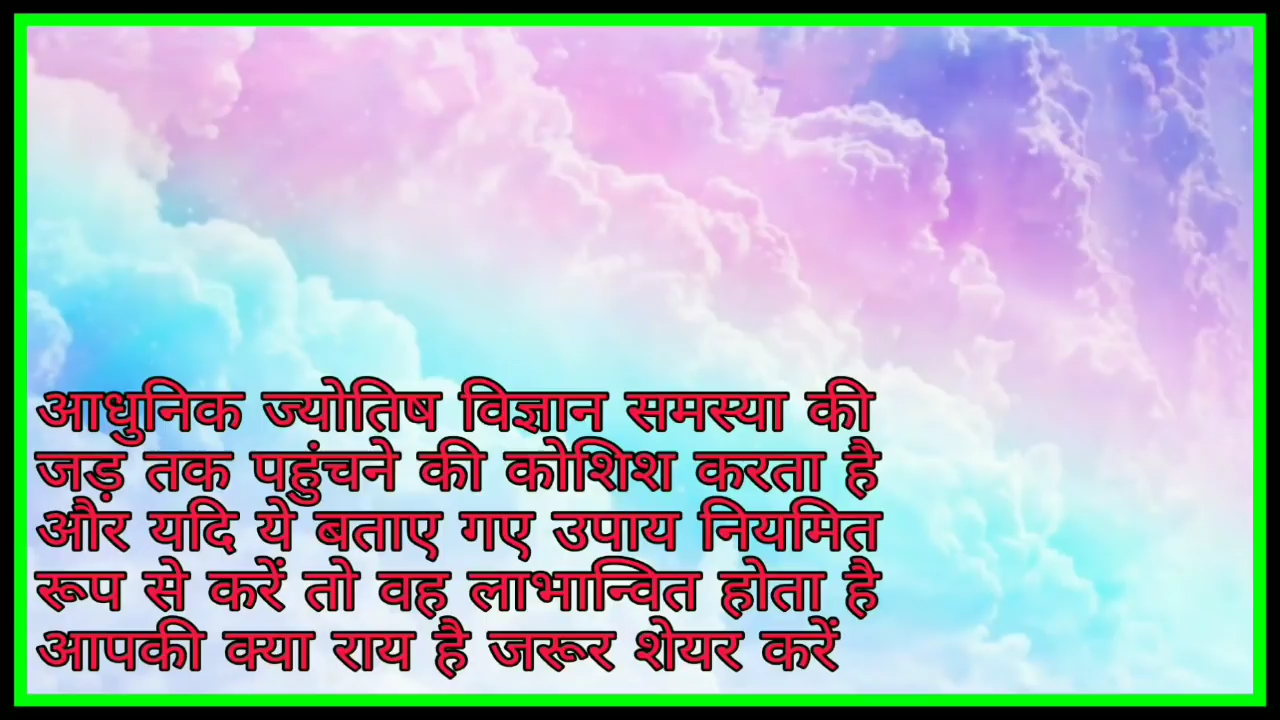 आधुनिक ज्योतिष विज्ञान समस्या की
जड़ तक पहुंचने की कोशिश करता है
और यदि ये बताए गए उपाय नियमित
रूप से करें तो वह लाभान्वित होता है
आपकी क्या राय है जरूर शेयर करें